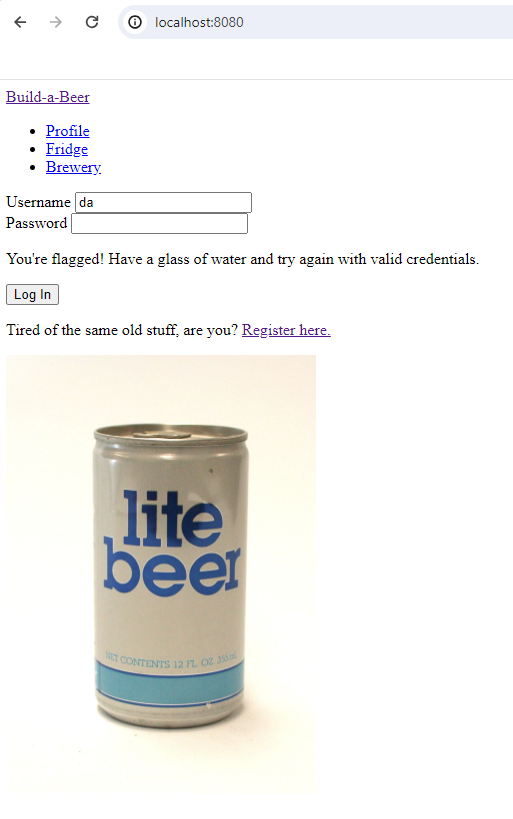 localhost:8080
Build-a-Beer
Profile
Fridge
Brewery
Username da
Password
You're flagged! Have a glass of water and try again with valid credentials.
Log In
Tired of the same old stuff, are you? Register here.
lite
beer
NET CONTENTS 12 FL. OZ. 355 ML